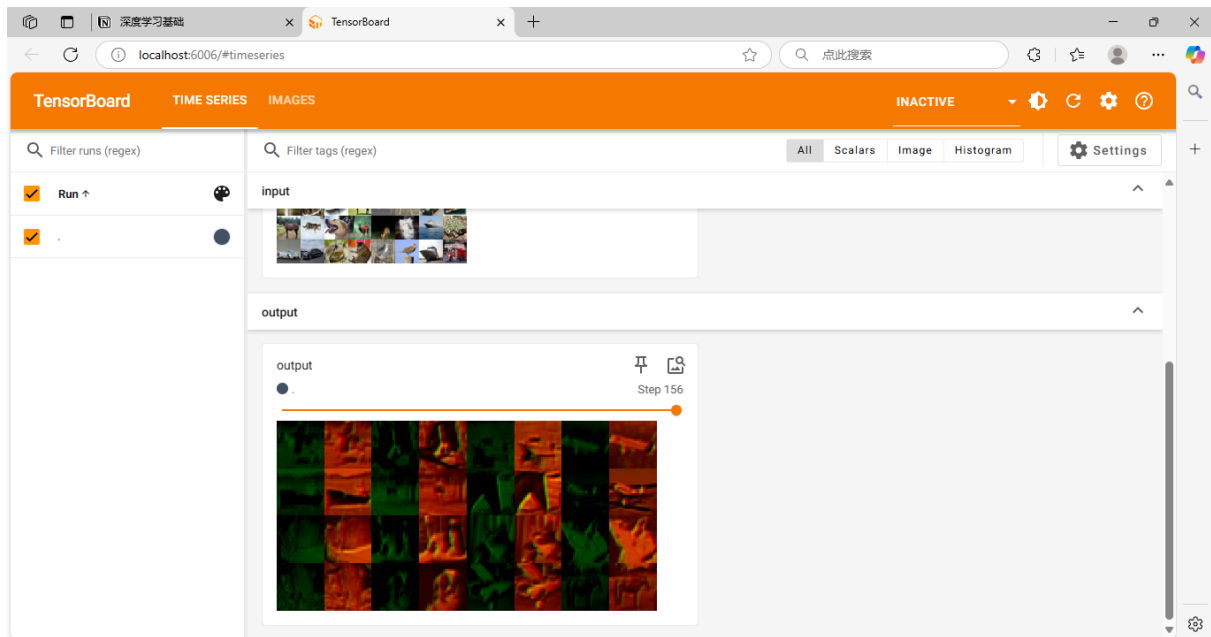 深度学习基础
TensorBoard
localhost:6006/#timeseries
点此搜索
TensorBoard
TIME SERIES
IMAGES
INACTIVE
Filter runs (regex)
Filter tags (regex)
All
Scalars
Image
Histogram
Settings
Run
input
.
output
output
.
Step 156